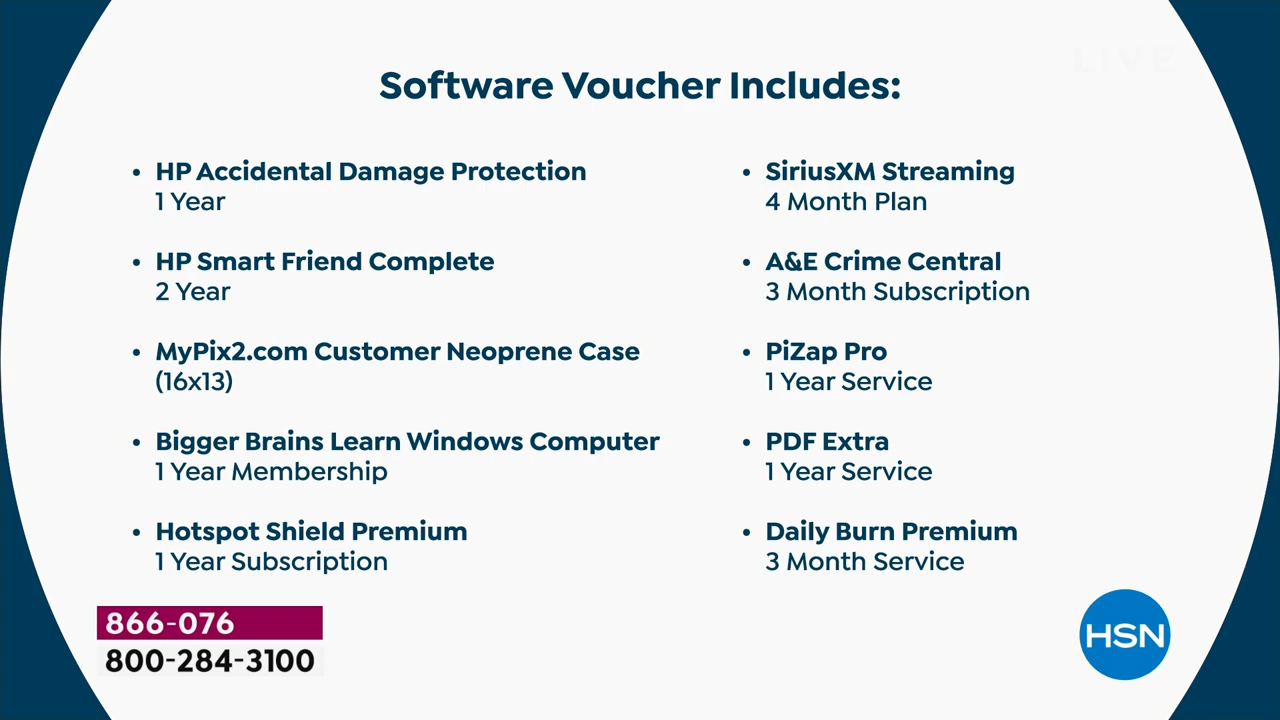 LIVE
Software Voucher Includes:
• HP Accidental Damage Protection
1 Year
• HP Smart Friend Complete
2 Year
• MyPix2.com Customer Neoprene Case
(16x13)
• Bigger Brains Learn Windows Computer
1 Year Membership
• Hotspot Shield Premium
1 Year Subscription
• SiriusXM Streaming
4 Month Plan
• A&E Crime Central
3 Month Subscription
• PiZap Pro
1 Year Service
• PDF Extra
1 Year Service
• Daily Burn Premium
3 Month Service
866-076
800-284-3100
HSN